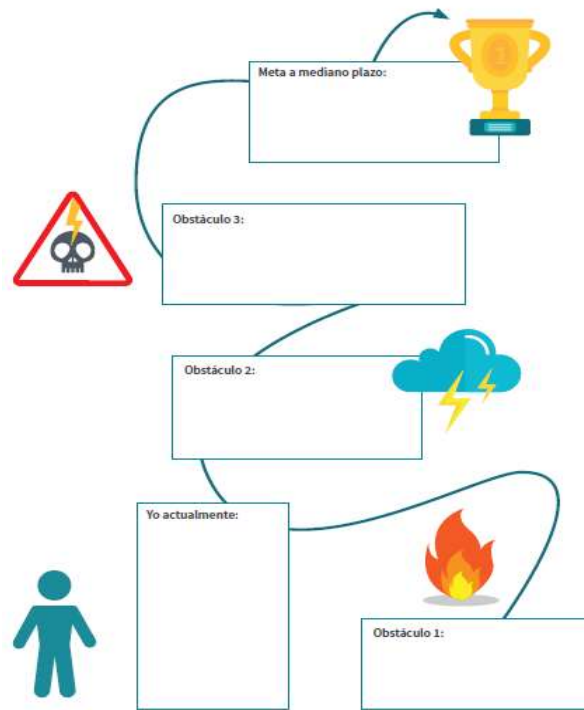 Meta a mediano plazo:
Obstáculo 3:
Obstáculo 2:
Yo actualmente:
Obstáculo 1: